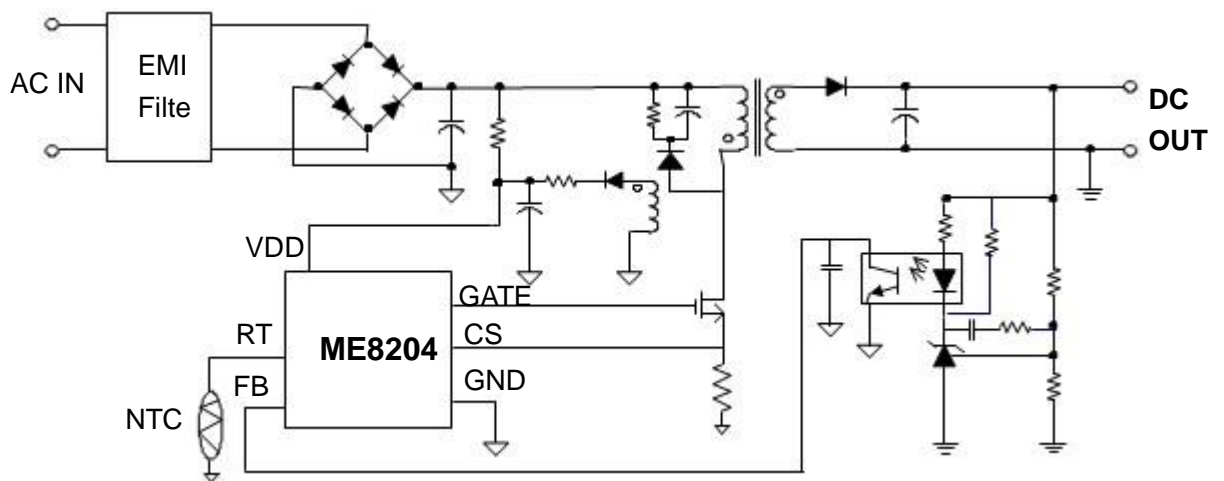 AC IN
EMI
Filte
DC
OUT
VDD
GATE
RT
ME8204
CS
FB
GND
NTC